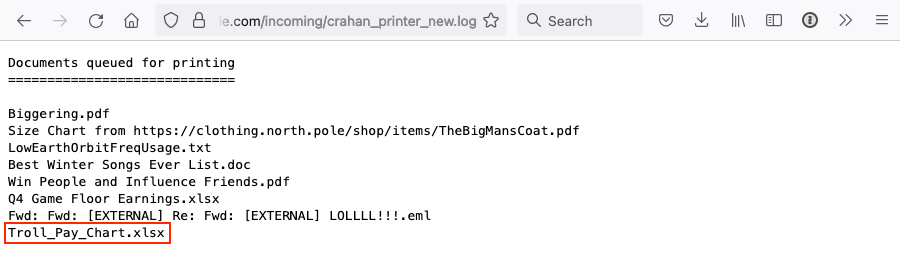 le.com/incoming/crahan_printer_new.log
Search
Documents queued for printing
=============================
Biggering.pdf
Size Chart from https://clothing.north.pole/shop/items/TheBigMansCoat.pdf
LowEarthOrbitFreqUsage.txt
Best Winter Songs Ever List.doc
Win People and Influence Friends.pdf
Q4 Game Floor Earnings.xlsx
Fwd: Fwd: [EXTERNAL] Re: Fwd: [EXTERNAL] LOLLLL!!!.eml
Troll_Pay_Chart.xlsx